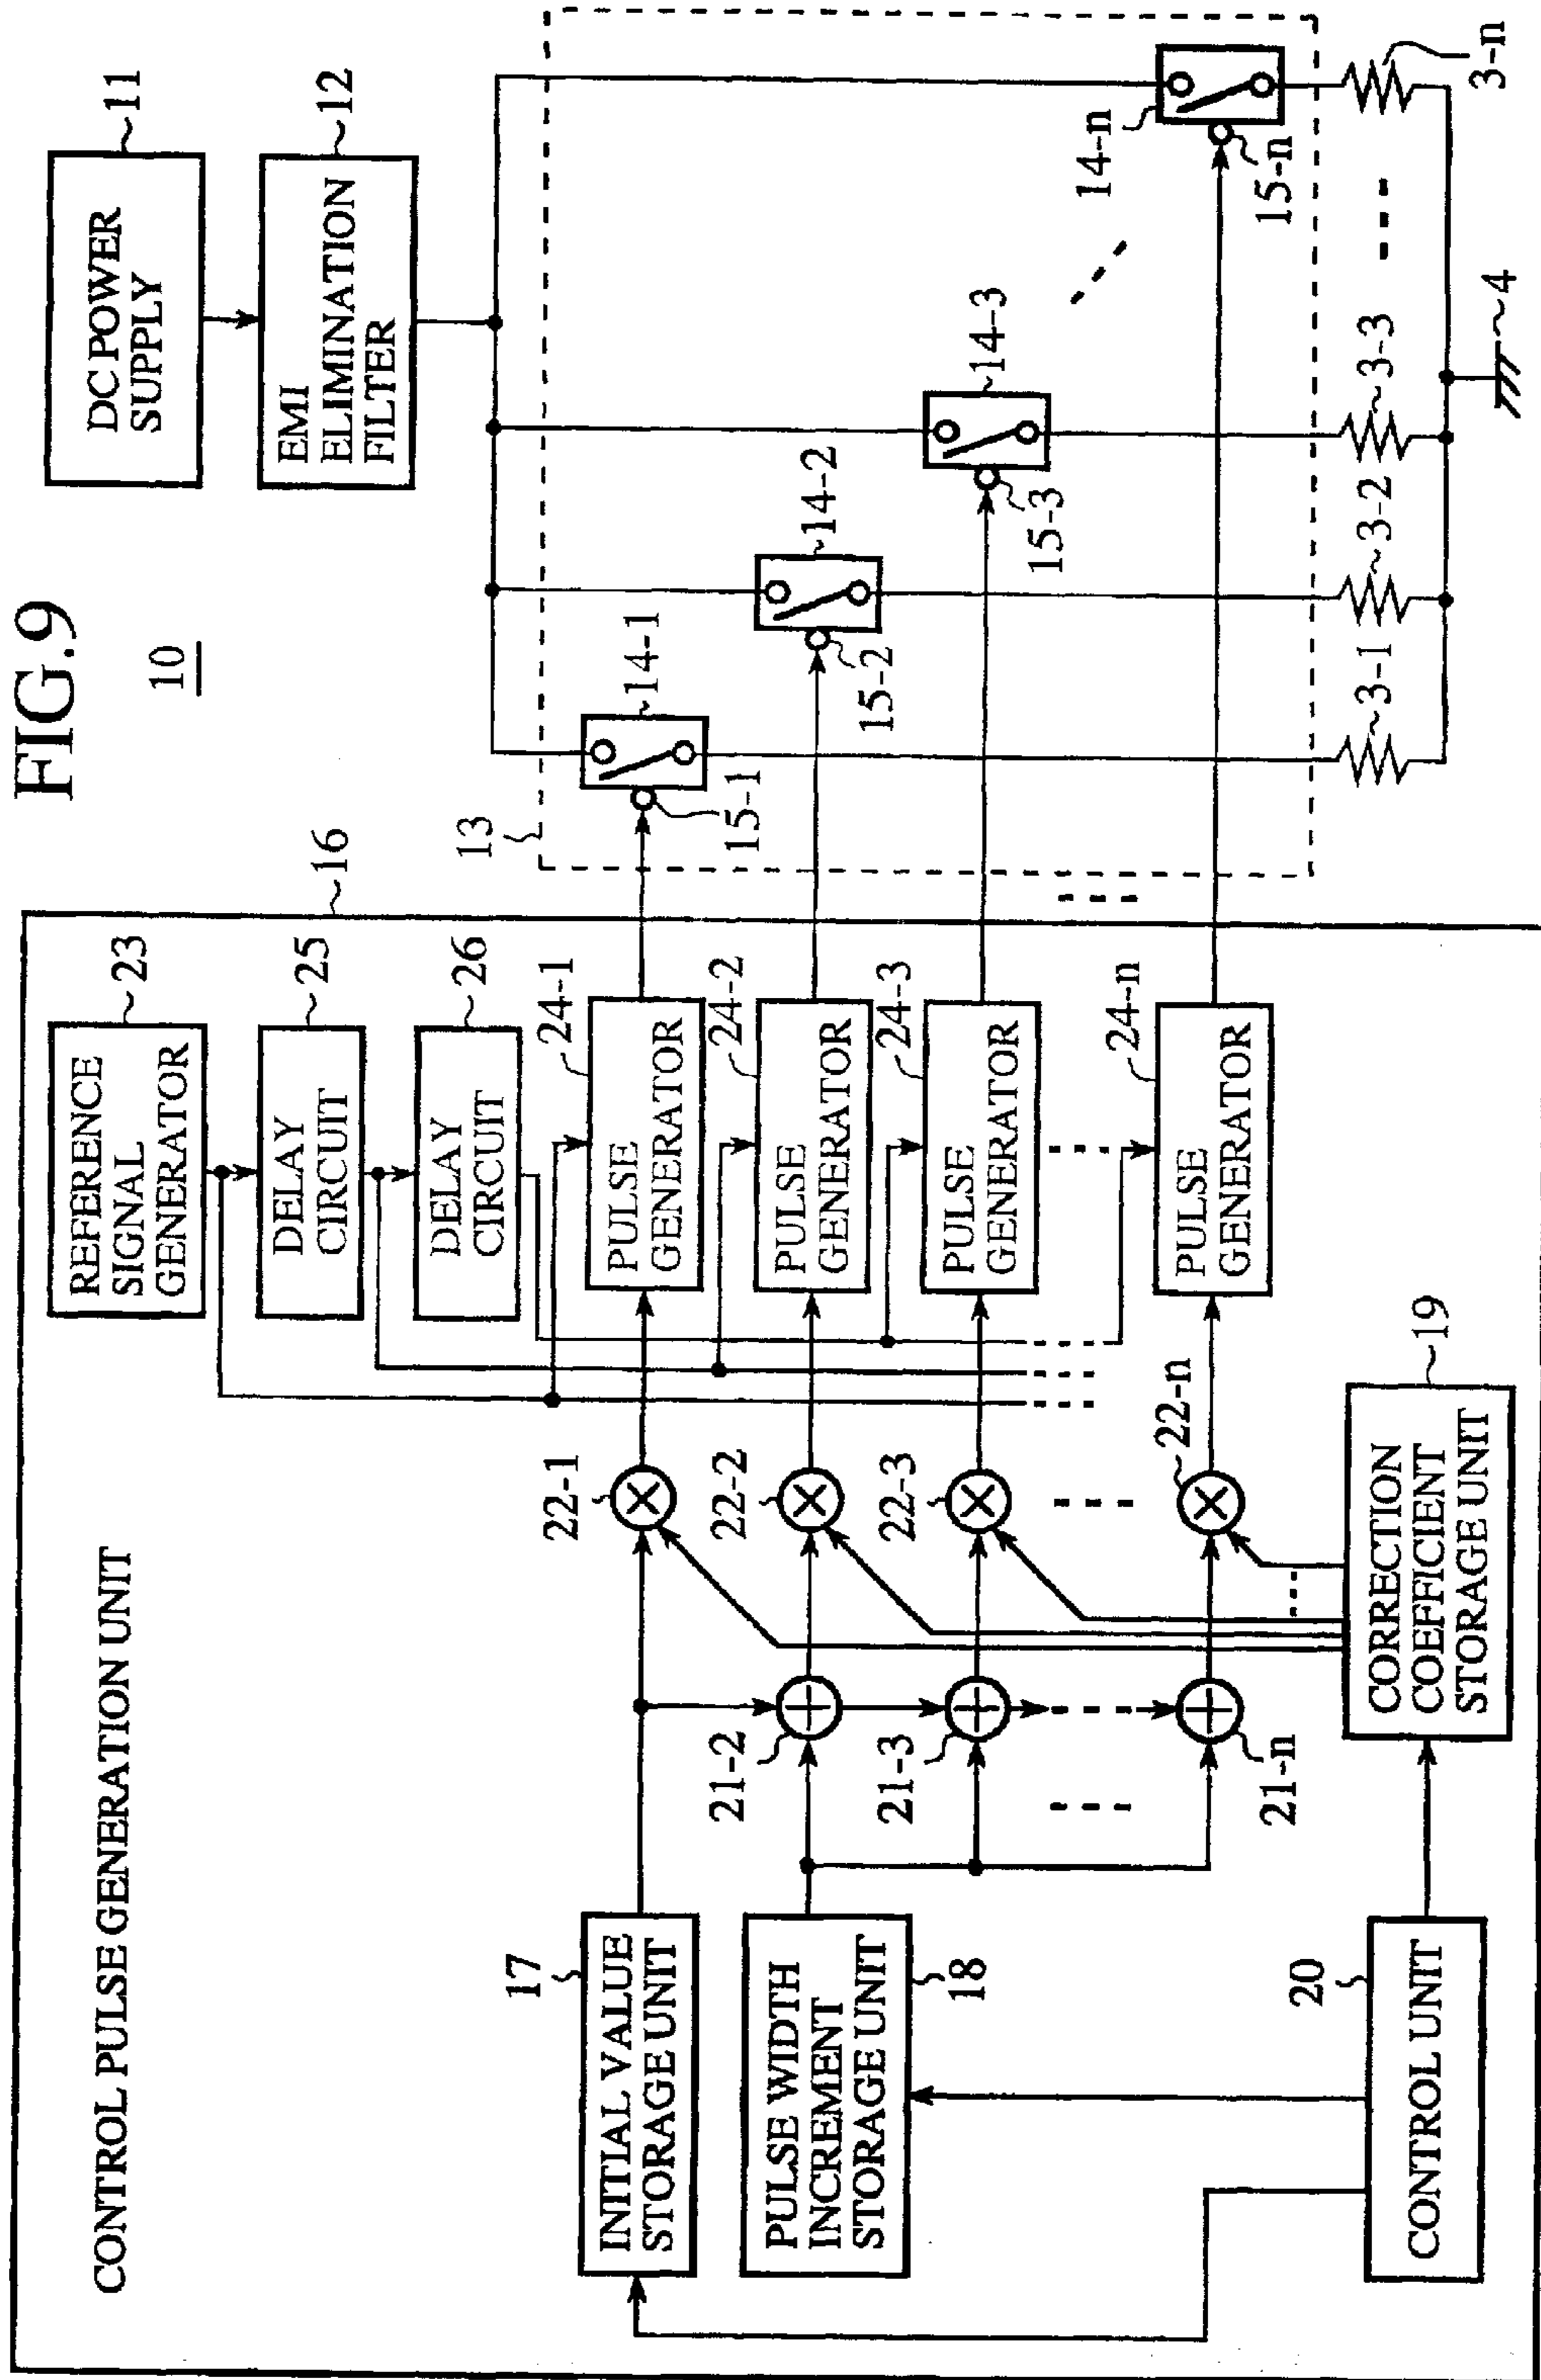 FIG.9
10
CONTROL PULSE GENERATION UNIT
16
REFERENCE
SIGNAL
GENERATOR
23
DELAY
CIRCUIT
25
DELAY
CIRCUIT
26
DC POWER
SUPPLY
11
EMI
ELIMINATION
FILTER
12
13
17
INITIAL VALUE
STORAGE UNIT
22-1
24-1
PULSE
GENERATOR
15-1
14-1
PULSE WIDTH
INCREMENT
STORAGE UNIT
18
21-2
22-2
24-2
PULSE
GENERATOR
15-2
14-2
21-3
22-3
24-3
PULSE
GENERATOR
15-3
14-3
21-n
22-n
24-n
PULSE
GENERATOR
15-n
14-n
20
CONTROL UNIT
CORRECTION
COEFFICIENT
STORAGE UNIT
19
3-1
3-2
3-3
3-n
4